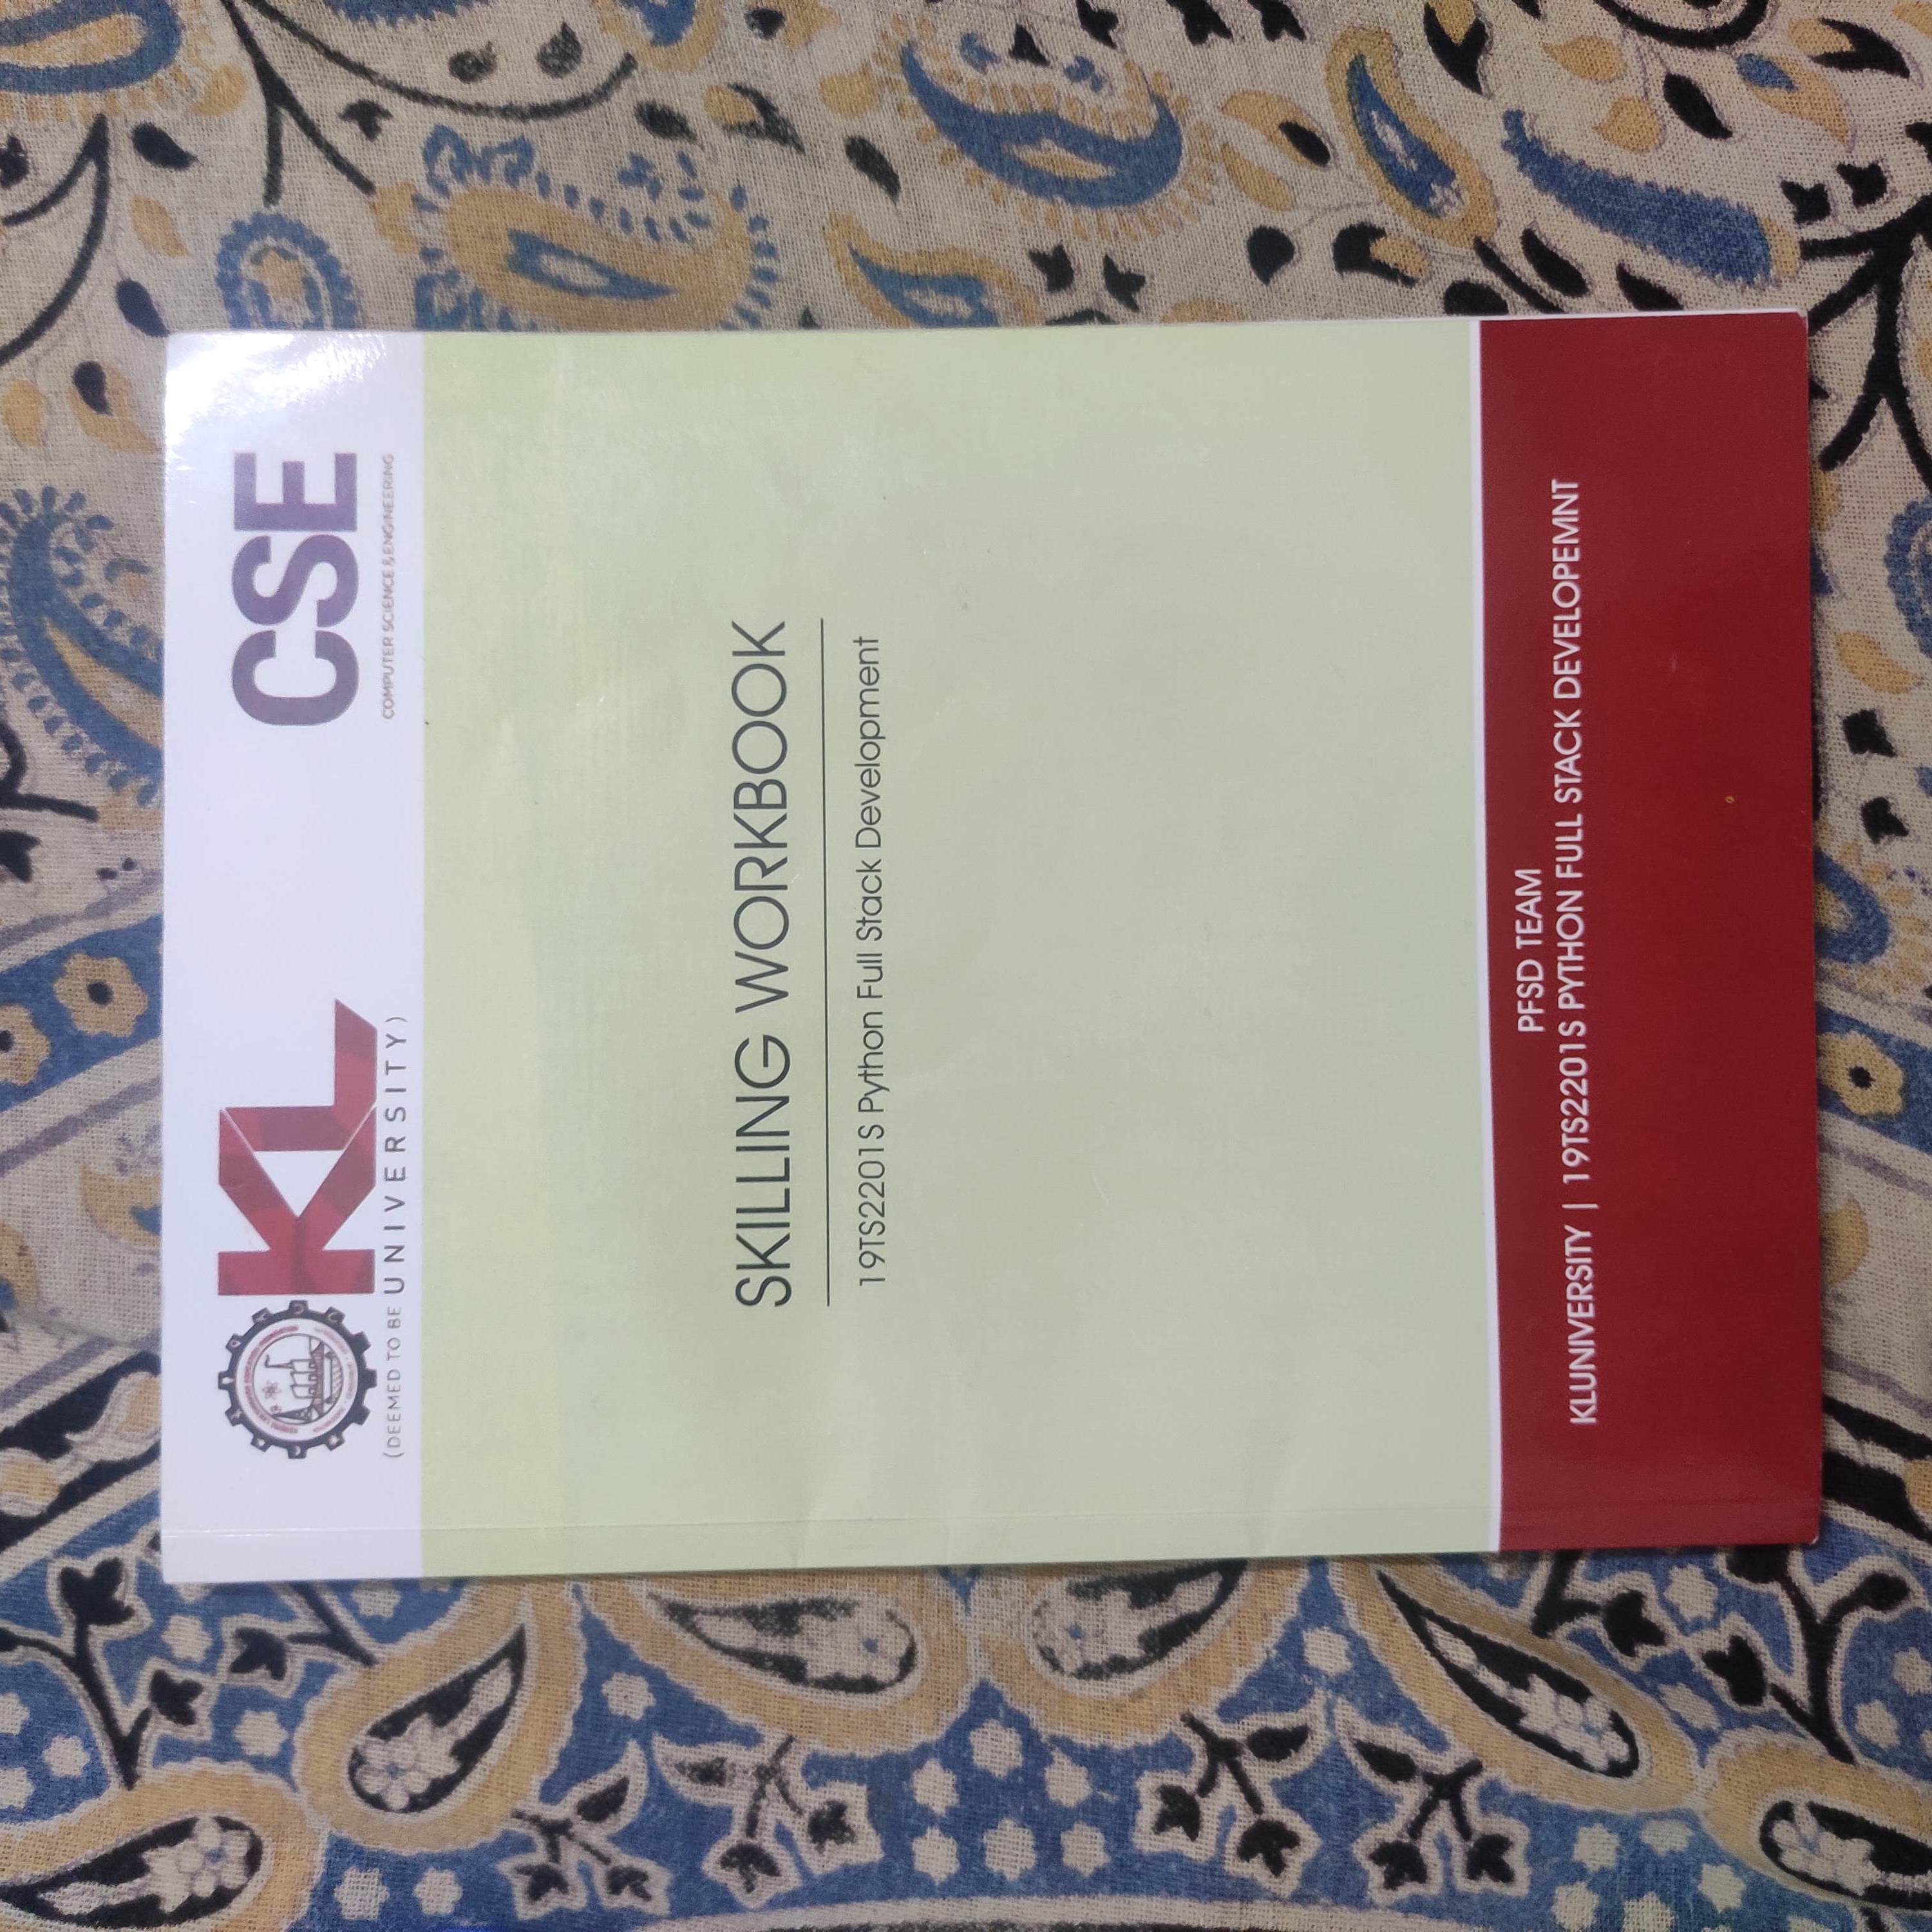 KL
(DEEMED TO BE UNIVERSITY)
CSE
COMPUTER SCIENCE & ENGINEERING
SKILLING WORKBOOK
19TS2201S Python Full Stack Development
PFSD TEAM
KLUNIVERSITY | 19TS2201S PYTHON FULL STACK DEVELOPEMNT